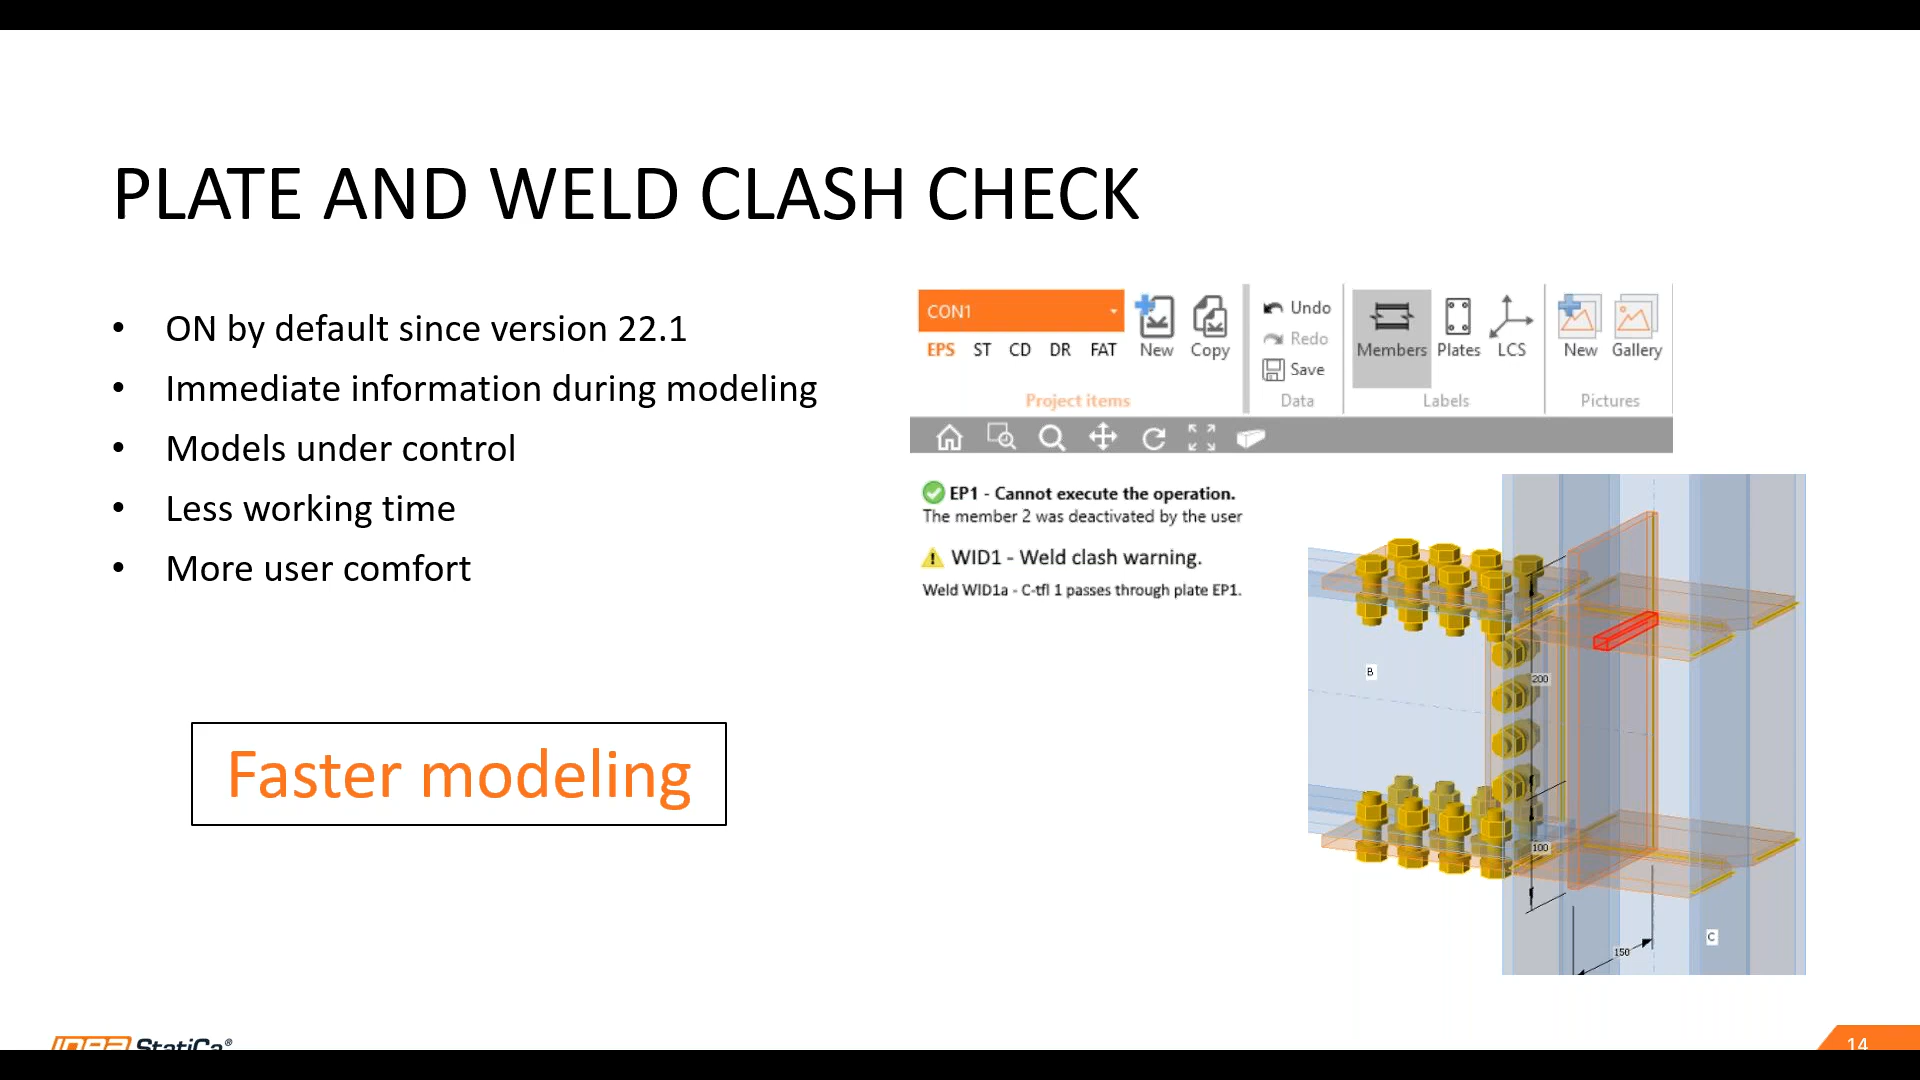 PLATE AND WELD CLASH CHECK
• ON by default since version 22.1
• Immediate information during modeling
• Models under control
• Less working time
• More user comfort
Faster modeling
CON1
EPS ST CD DR FAT New Copy
Project items
Undo
Redo
Save
Data
Members Plates LCS
Labels
New Gallery
Pictures
EP1 - Cannot execute the operation.
The member 2 was deactivated by the user
WID1 - Weld clash warning.
Weld WID1a - C-tfl 1 passes through plate EP1.
B
200
100
150
C
IDEA StatiCa®
14